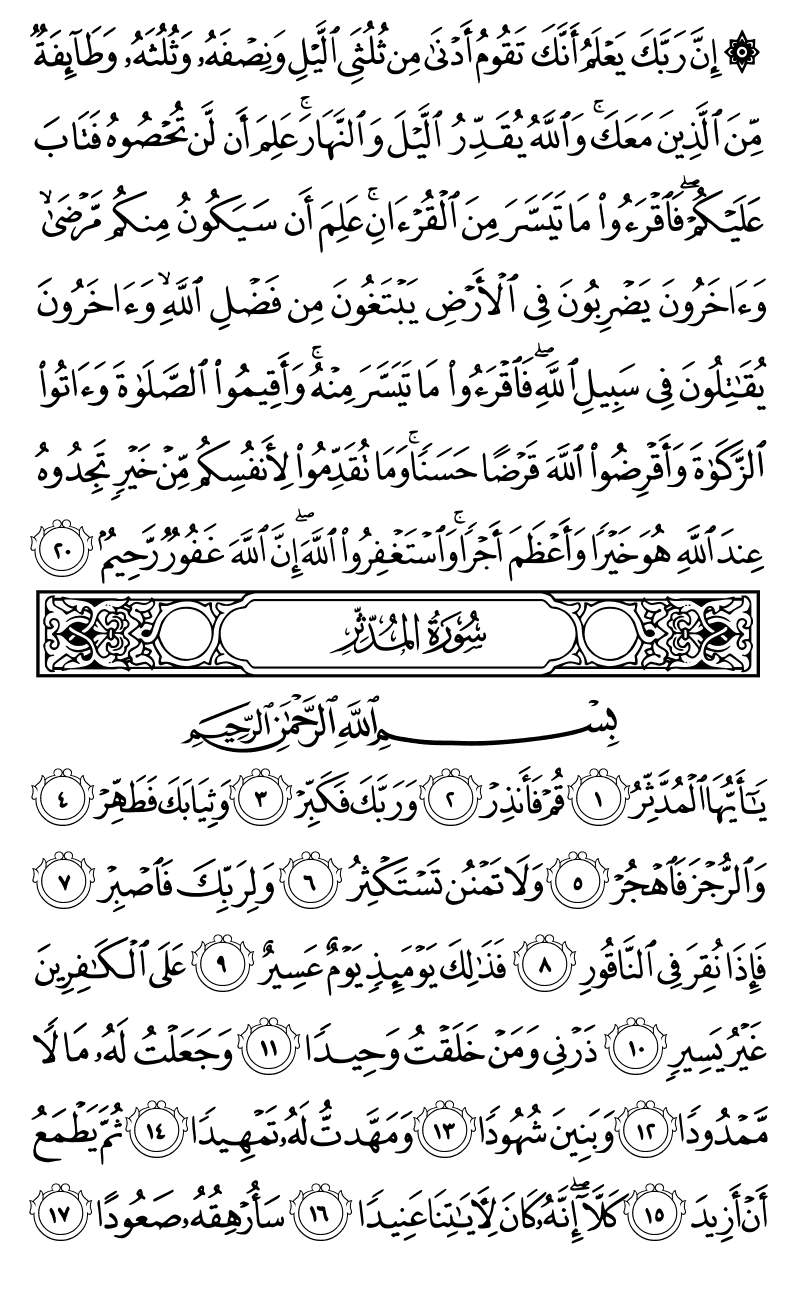 ۞ إِنَّ رَبَّكَ يَعْلَمُ أَنَّكَ تَقُومُ أَدْنَىٰ مِن ثُلُثَيِ ٱلَّيْلِ وَنِصْفَهُۥ وَثُلُثَهُۥ وَطَآئِفَةٌ
مِّنَ ٱلَّذِينَ مَعَكَ ۚ وَٱللَّهُ يُقَدِّرُ ٱلَّيْلَ وَٱلنَّهَارَ ۚ عَلِمَ أَن لَّن تُحْصُوهُ فَتَابَ
عَلَيْكُمْ ۖ فَٱقْرَءُوا۟ مَا تَيَسَّرَ مِنَ ٱلْقُرْءَانِ ۚ عَلِمَ أَن سَيَكُونُ مِنكُم مَّرْضَىٰ ۙ
وَءَاخَرُونَ يَضْرِبُونَ فِى ٱلْأَرْضِ يَبْتَغُونَ مِن فَضْلِ ٱللَّهِ ۙ وَءَاخَرُونَ
يُقَٰتِلُونَ فِى سَبِيلِ ٱللَّهِ ۖ فَٱقْرَءُوا۟ مَا تَيَسَّرَ مِنْهُ ۚ وَأَقِيمُوا۟ ٱلصَّلَوٰةَ وَءَاتُوا۟
ٱلزَّكَوٰةَ وَأَقْرِضُوا۟ ٱللَّهَ قَرْضًا حَسَنًا ۚ وَمَا تُقَدِّمُوا۟ لِأَنفُسِكُم مِّنْ خَيْرٍ تَجِدُوهُ
عِندَ ٱللَّهِ هُوَ خَيْرًا وَأَعْظَمَ أَجْرًا ۚ وَٱسْتَغْفِرُوا۟ ٱللَّهَ ۖ إِنَّ ٱللَّهَ غَفُورٌ رَّحِيمٌۢ ٢٠
سُورَةُ المُدَّثِّرِ
بِسْمِ ٱللَّهِ ٱلرَّحْمَٰنِ ٱلرَّحِيمِ
يَٰٓأَيُّهَا ٱلْمُدَّثِّرُ ١ قُمْ فَأَنذِرْ ٢ وَرَبَّكَ فَكَبِّرْ ٣ وَثِيَابَكَ فَطَهِّرْ ٤
وَٱلرُّجْزَ فَٱهْجُرْ ٥ وَلَا تَمْنُن تَسْتَكْثِرُ ٦ وَلِرَبِّكَ فَٱصْبِرْ ٧
فَإِذَا نُقِرَ فِى ٱلنَّاقُورِ ٨ فَذَٰلِكَ يَوْمَئِذٍ يَوْمٌ عَسِيرٌ ٩ عَلَى ٱلْكَٰفِرِينَ
غَيْرُ يَسِيرٍ ١٠ ذَرْنِى وَمَنْ خَلَقْتُ وَحِيدًا ١١ وَجَعَلْتُ لَهُۥ مَالًا
مَّمْدُودًا ١٢ وَبَنِينَ شُهُودًا ١٣ وَمَهَّدتُّ لَهُۥ تَمْهِيدًا ١٤ ثُمَّ يَطْمَعُ
أَنْ أَزِيدَ ١٥ كَلَّآ ۖ إِنَّهُۥ كَانَ لِـَٔايَٰتِنَا عَنِيدًا ١٦ سَأُرْهِقُهُۥ صَعُودًا ١٧